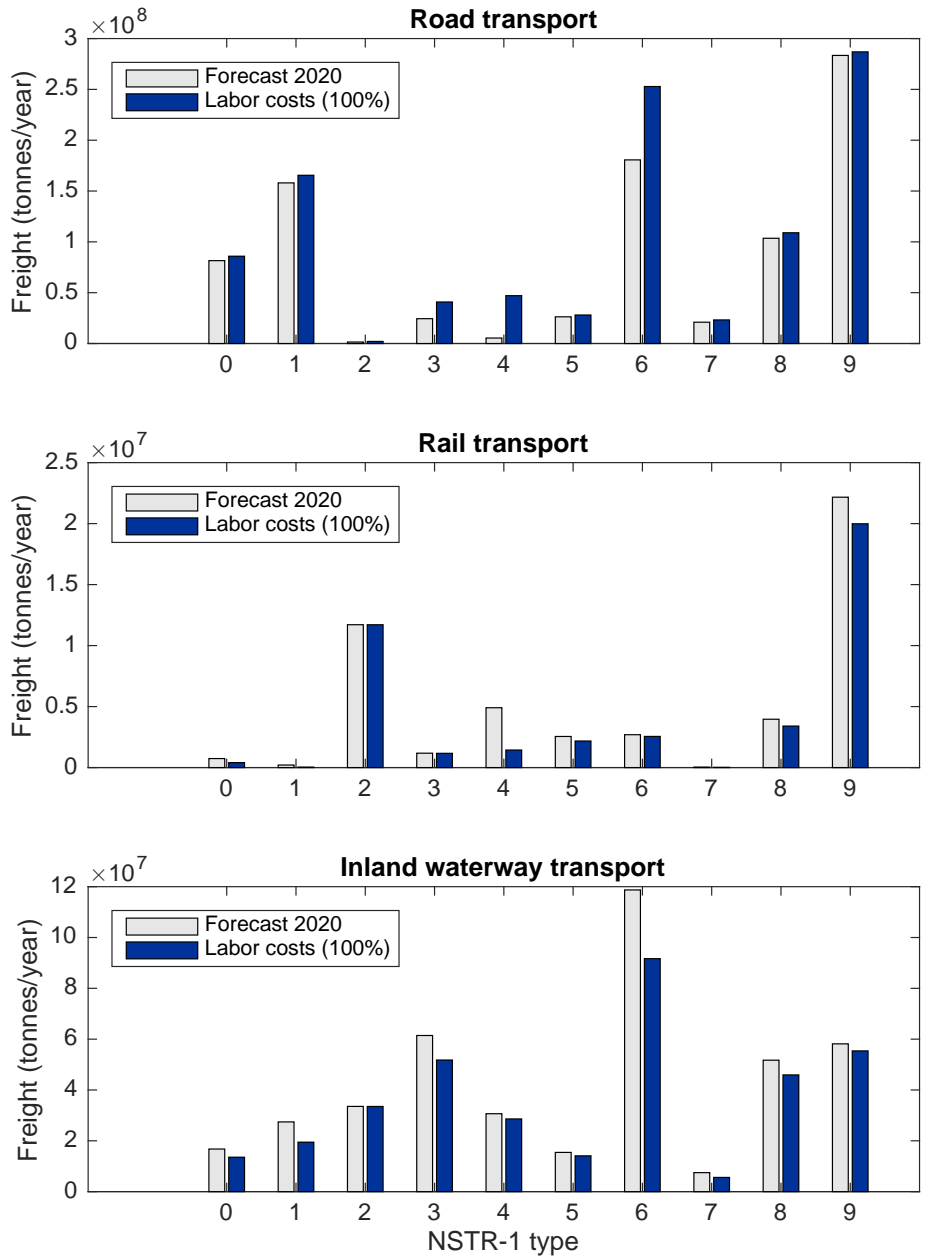 Road transport
×10^8
3
2.5
2
1.5
1
0.5
0
Freight (tonnes/year)
Forecast 2020
Labor costs (100%)
0 1 2 3 4 5 6 7 8 9
Rail transport
×10^7
2.5
2
1.5
1
0.5
0
Freight (tonnes/year)
Forecast 2020
Labor costs (100%)
0 1 2 3 4 5 6 7 8 9
Inland waterway transport
×10^7
12
10
8
6
4
2
0
Freight (tonnes/year)
Forecast 2020
Labor costs (100%)
0 1 2 3 4 5 6 7 8 9
NSTR-1 type